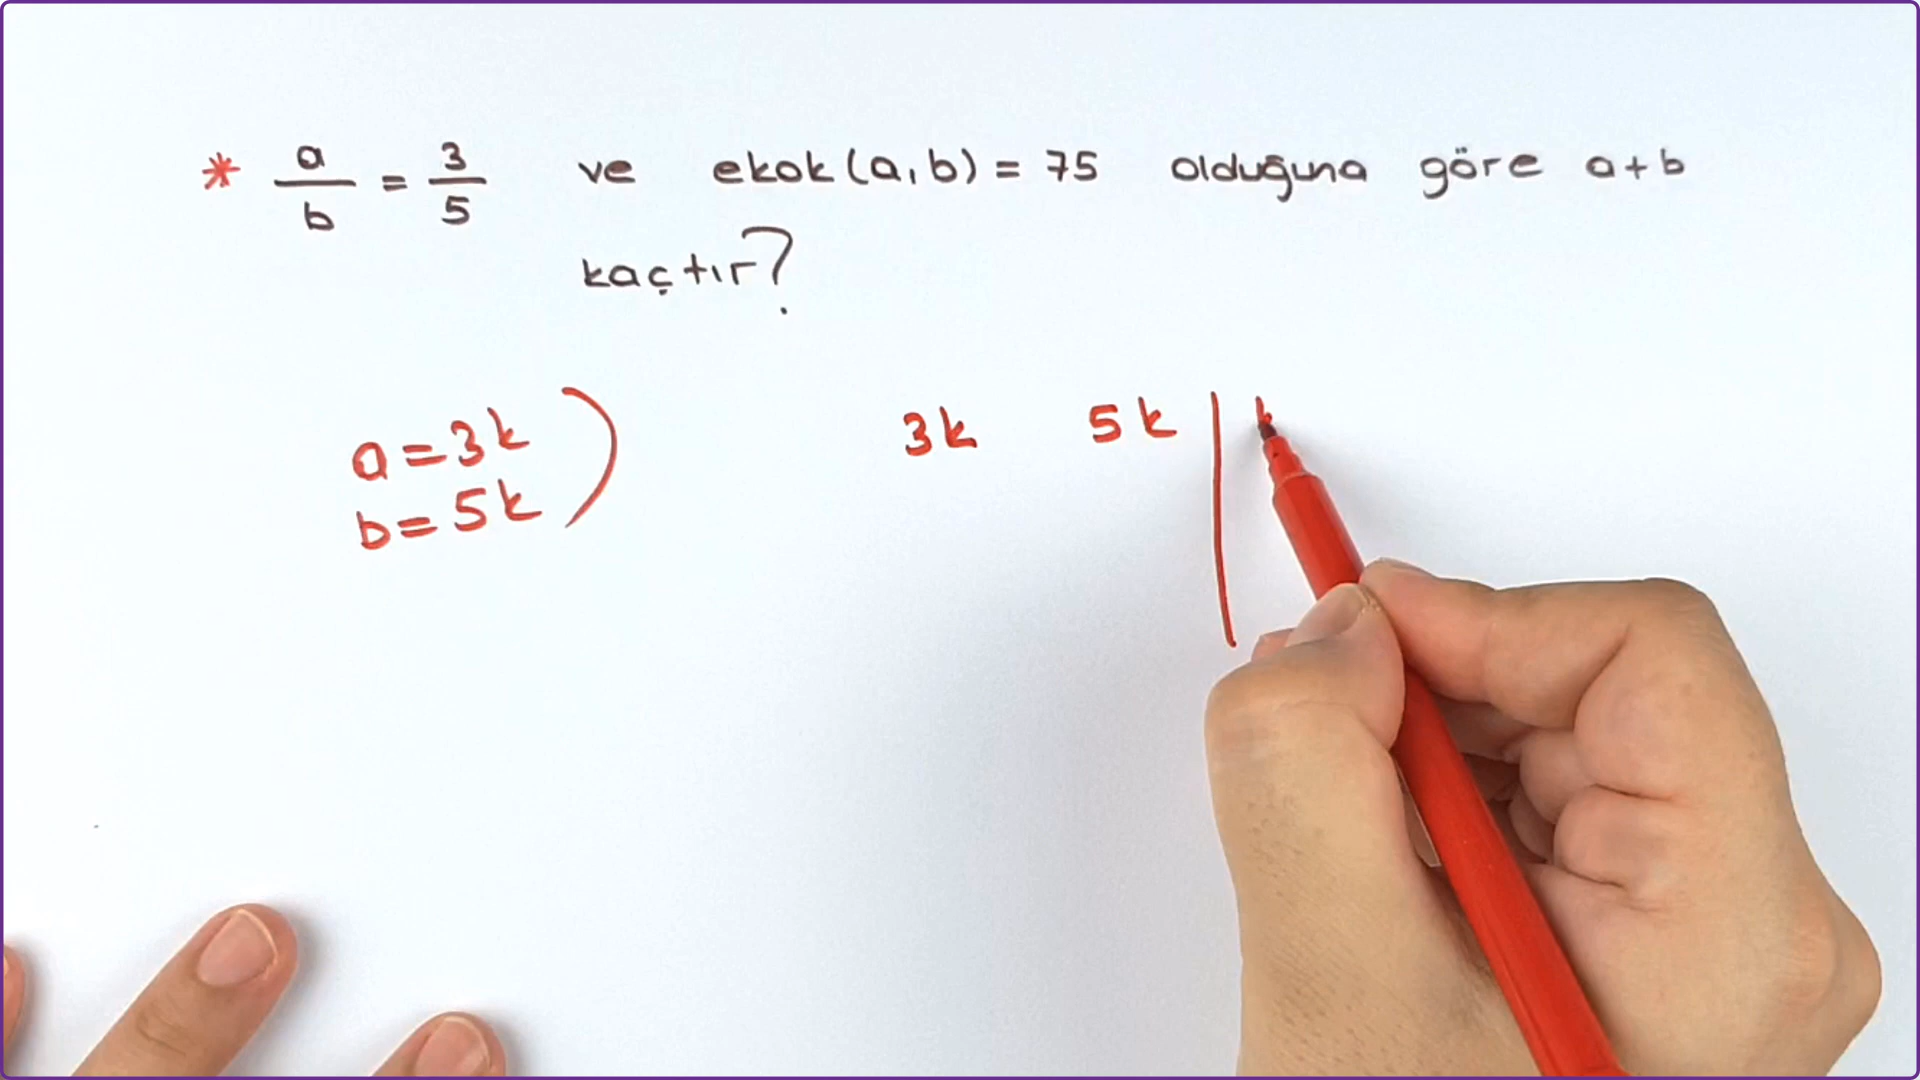 * a/b = 3/5 ve ekok(a,b) = 75 olduğuna göre a+b
kaçtır?
a=3k
b=5k
3k 5k